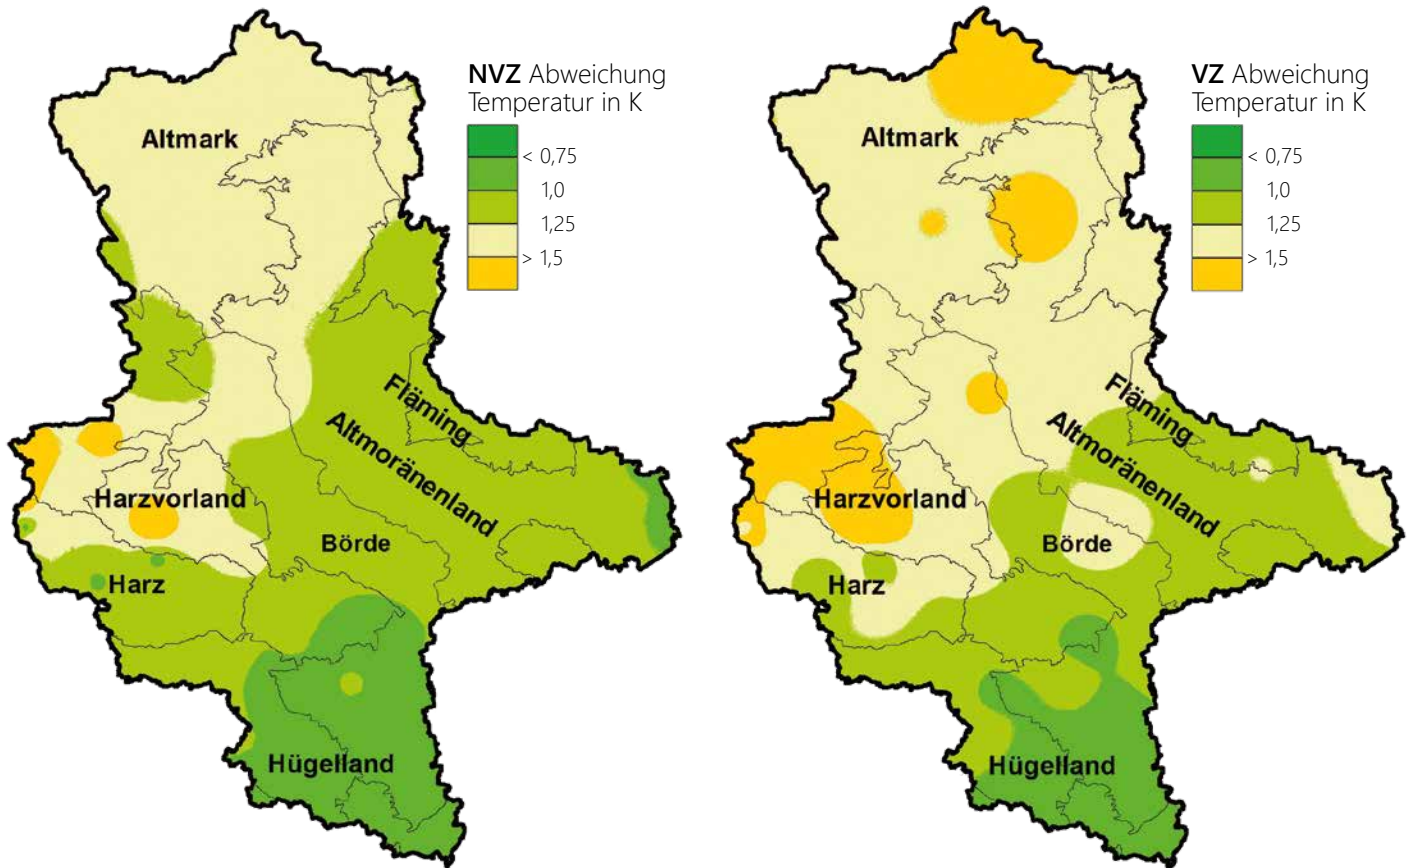 NVZ Abweichung
Temperatur in K
< 0,75
1,0
1,25
> 1,5
Altmark
Fläming
Altmoränenland
Harzvorland
Börde
Harz
Hügelland
VZ Abweichung
Temperatur in K
< 0,75
1,0
1,25
> 1,5
Altmark
Fläming
Altmoränenland
Harzvorland
Börde
Harz
Hügelland